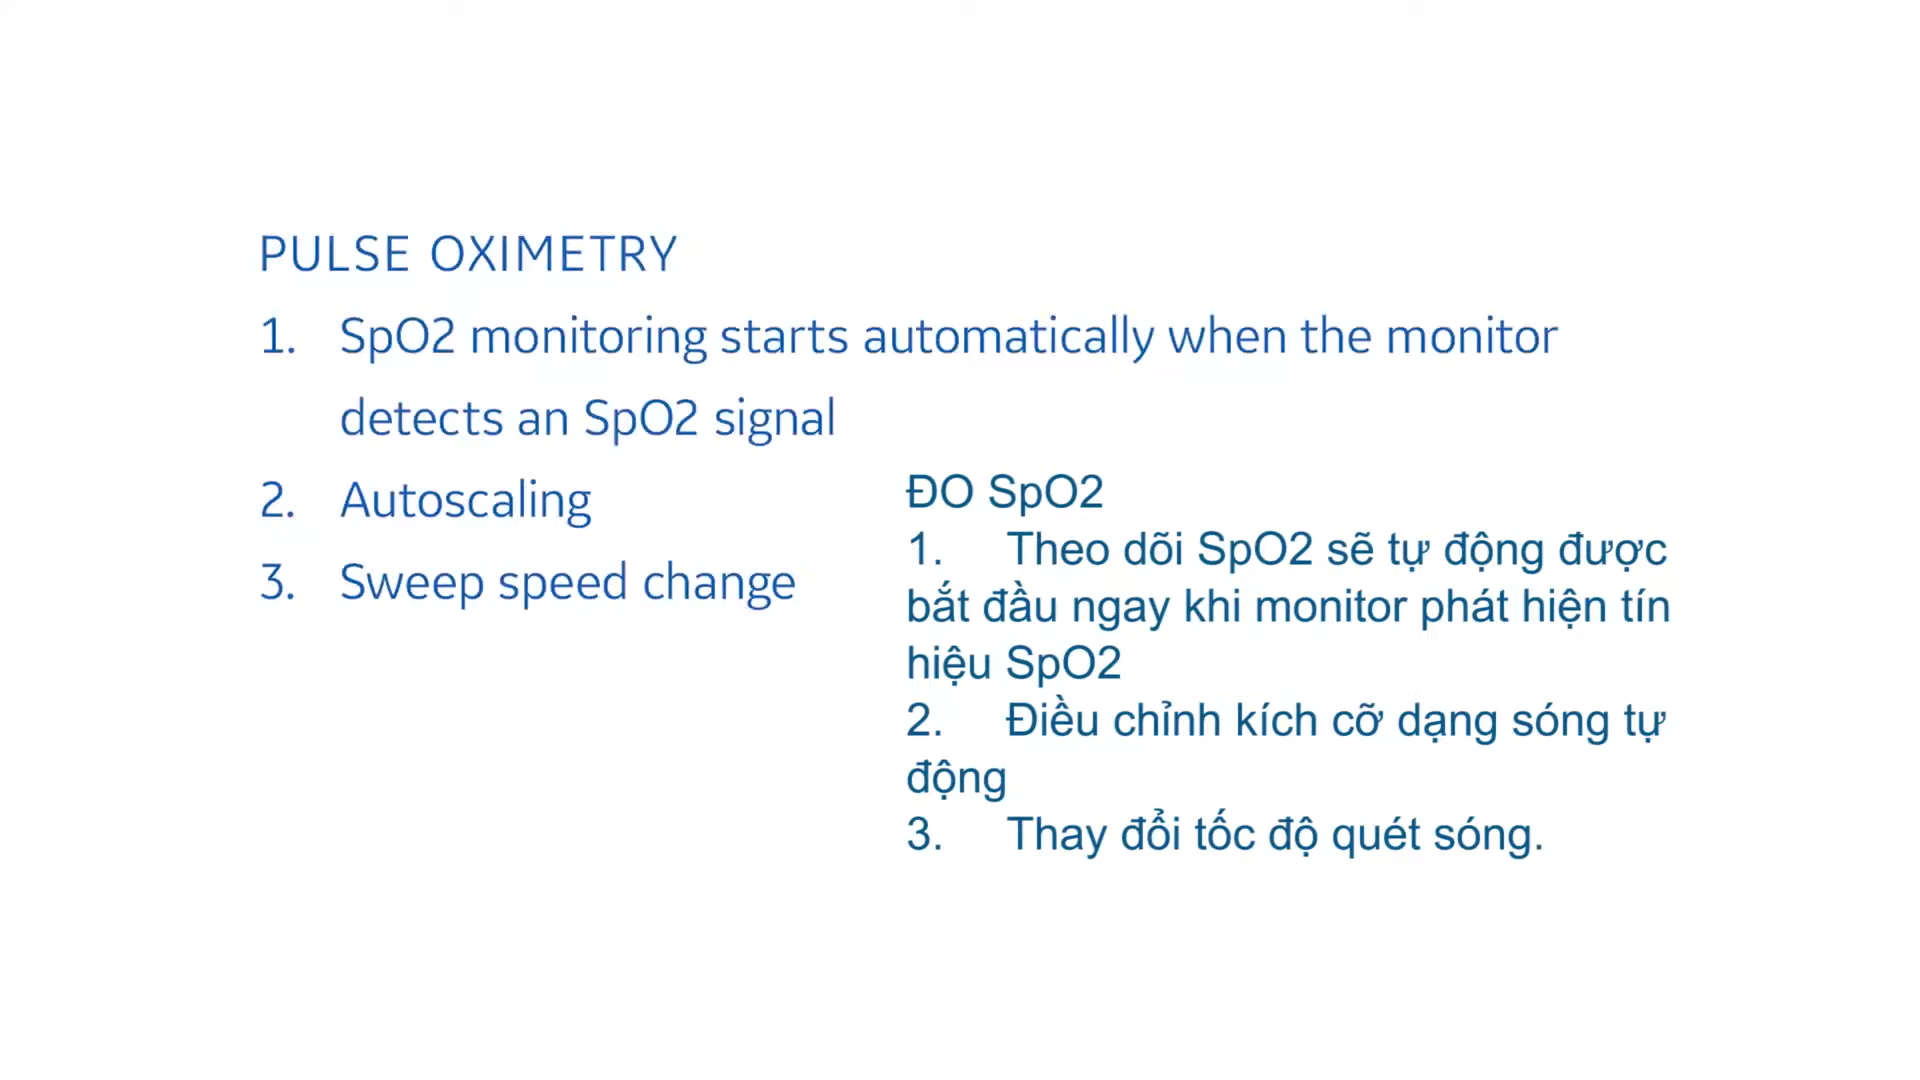 PULSE OXIMETRY
1. SpO2 monitoring starts automatically when the monitor
detects an SpO2 signal
2. Autoscaling
3. Sweep speed change
ĐO SpO2
1. Theo dõi SpO2 sẽ tự động được
bắt đầu ngay khi monitor phát hiện tín
hiệu SpO2
2. Điều chỉnh kích cỡ dạng sóng tự
động
3. Thay đổi tốc độ quét sóng.